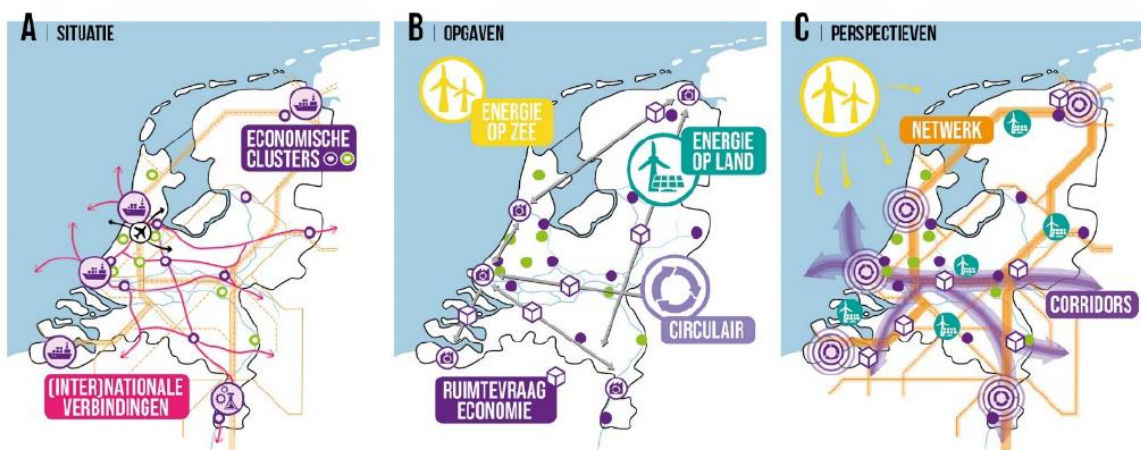 A | SITUATIE
ECONOMISCHE
CLUSTERS
(INTER)NATIONALE
VERBINDINGEN
B | OPGAVEN
ENERGIE
OP ZEE
ENERGIE
OP LAND
CIRCULAIR
RUIMTEVRAAG
ECONOMIE
C | PERSPECTIEVEN
NETWERK
CORRIDORS